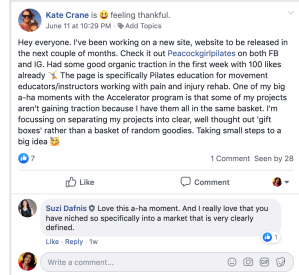 Kate Crane is 😃 feeling thankful.
June 11 at 10:29 PM · Add Topics
Hey everyone. I've been working on a new site, website to be released in
the next couple of months. Check it out Peacockgirlpilates on both FB
and IG. Had some good organic traction in the first week with 100 likes
already 🤸 The page is specifically Pilates education for movement
educators/instructors working with pain and injury rehab. One of my big
a-ha moments with the Accelerator program is that some of my projects
aren't gaining traction because I have them all in the same basket. I'm
focussing on separating my projects into clear, well thought out 'gift
boxes' rather than a basket of random goodies. Taking small steps to a
big idea 🥰
7
1 Comment Seen by 28
Like Comment
Suzi Dafnis Love this a-ha moment. And I really love that you
have niched so specifically into a market that is very clearly
defined.
1
Like · Reply · 1w
Write a comment...
GIF